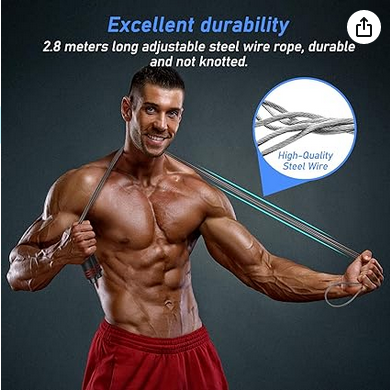 Excellent durability
2.8 meters long adjustable steel wire rope, durable
and not knotted.
High-Quality
Steel Wire